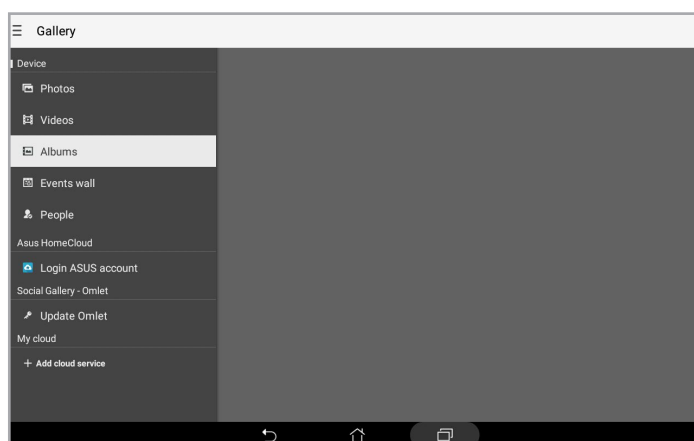 Gallery
Device
Photos
Videos
Albums
Events wall
People
Asus HomeCloud
Login ASUS account
Social Gallery - Omlet
Update Omlet
My cloud
+ Add cloud service